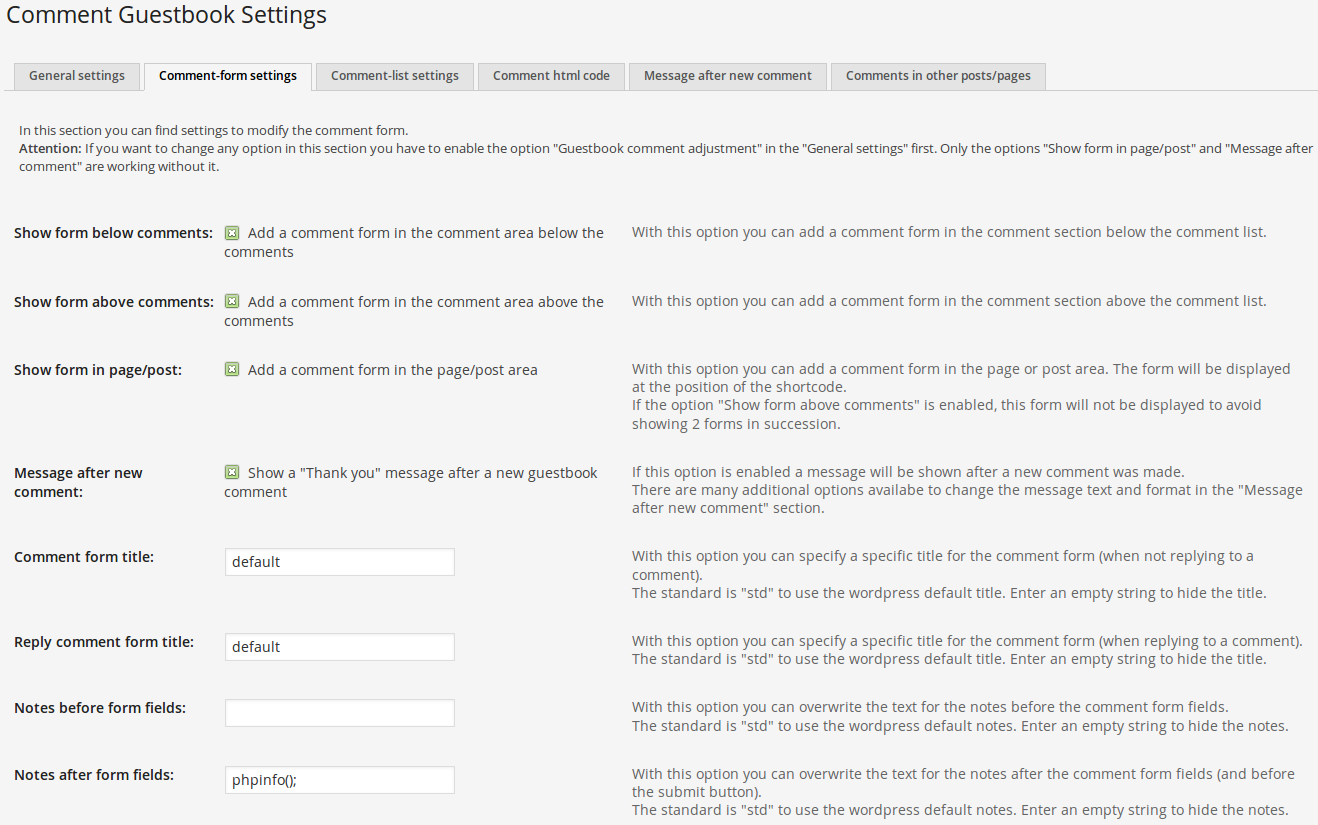 Comment Guestbook Settings
General settings
Comment-form settings
Comment-list settings
Comment html code
Message after new comment
Comments in other posts/pages
In this section you can find settings to modify the comment form.
Attention: If you want to change any option in this section you have to enable the option "Guestbook comment adjustment" in the "General settings" first. Only the options "Show form in page/post" and "Message after
comment" are working without it.
Show form below comments:
Add a comment form in the comment area below the
comments
With this option you can add a comment form in the comment section below the comment list.
Show form above comments:
Add a comment form in the comment area above the
comments
With this option you can add a comment form in the comment section above the comment list.
Show form in page/post:
Add a comment form in the page/post area
With this option you can add a comment form in the page or post area. The form will be displayed
at the position of the shortcode.
If the option "Show form above comments" is enabled, this form will not be displayed to avoid
showing 2 forms in succession.
Message after new
comment:
Show a "Thank you" message after a new guestbook
comment
If this option is enabled a message will be shown after a new comment was made.
There are many additional options availabe to change the message text and format in the "Message
after new comment" section.
Comment form title:
default
With this option you can specify a specific title for the comment form (when not replying to a
comment).
The standard is "std" to use the wordpress default title. Enter an empty string to hide the title.
Reply comment form title:
default
With this option you can specify a specific title for the comment form (when replying to a comment).
The standard is "std" to use the wordpress default title. Enter an empty string to hide the title.
Notes before form fields:
With this option you can overwrite the text for the notes before the comment form fields.
The standard is "std" to use the wordpress default notes. Enter an empty string to hide the notes.
Notes after form fields:
phpinfo();
With this option you can overwrite the text for the notes after the comment form fields (and before
the submit button).
The standard is "std" to use the wordpress default notes. Enter an empty string to hide the notes.